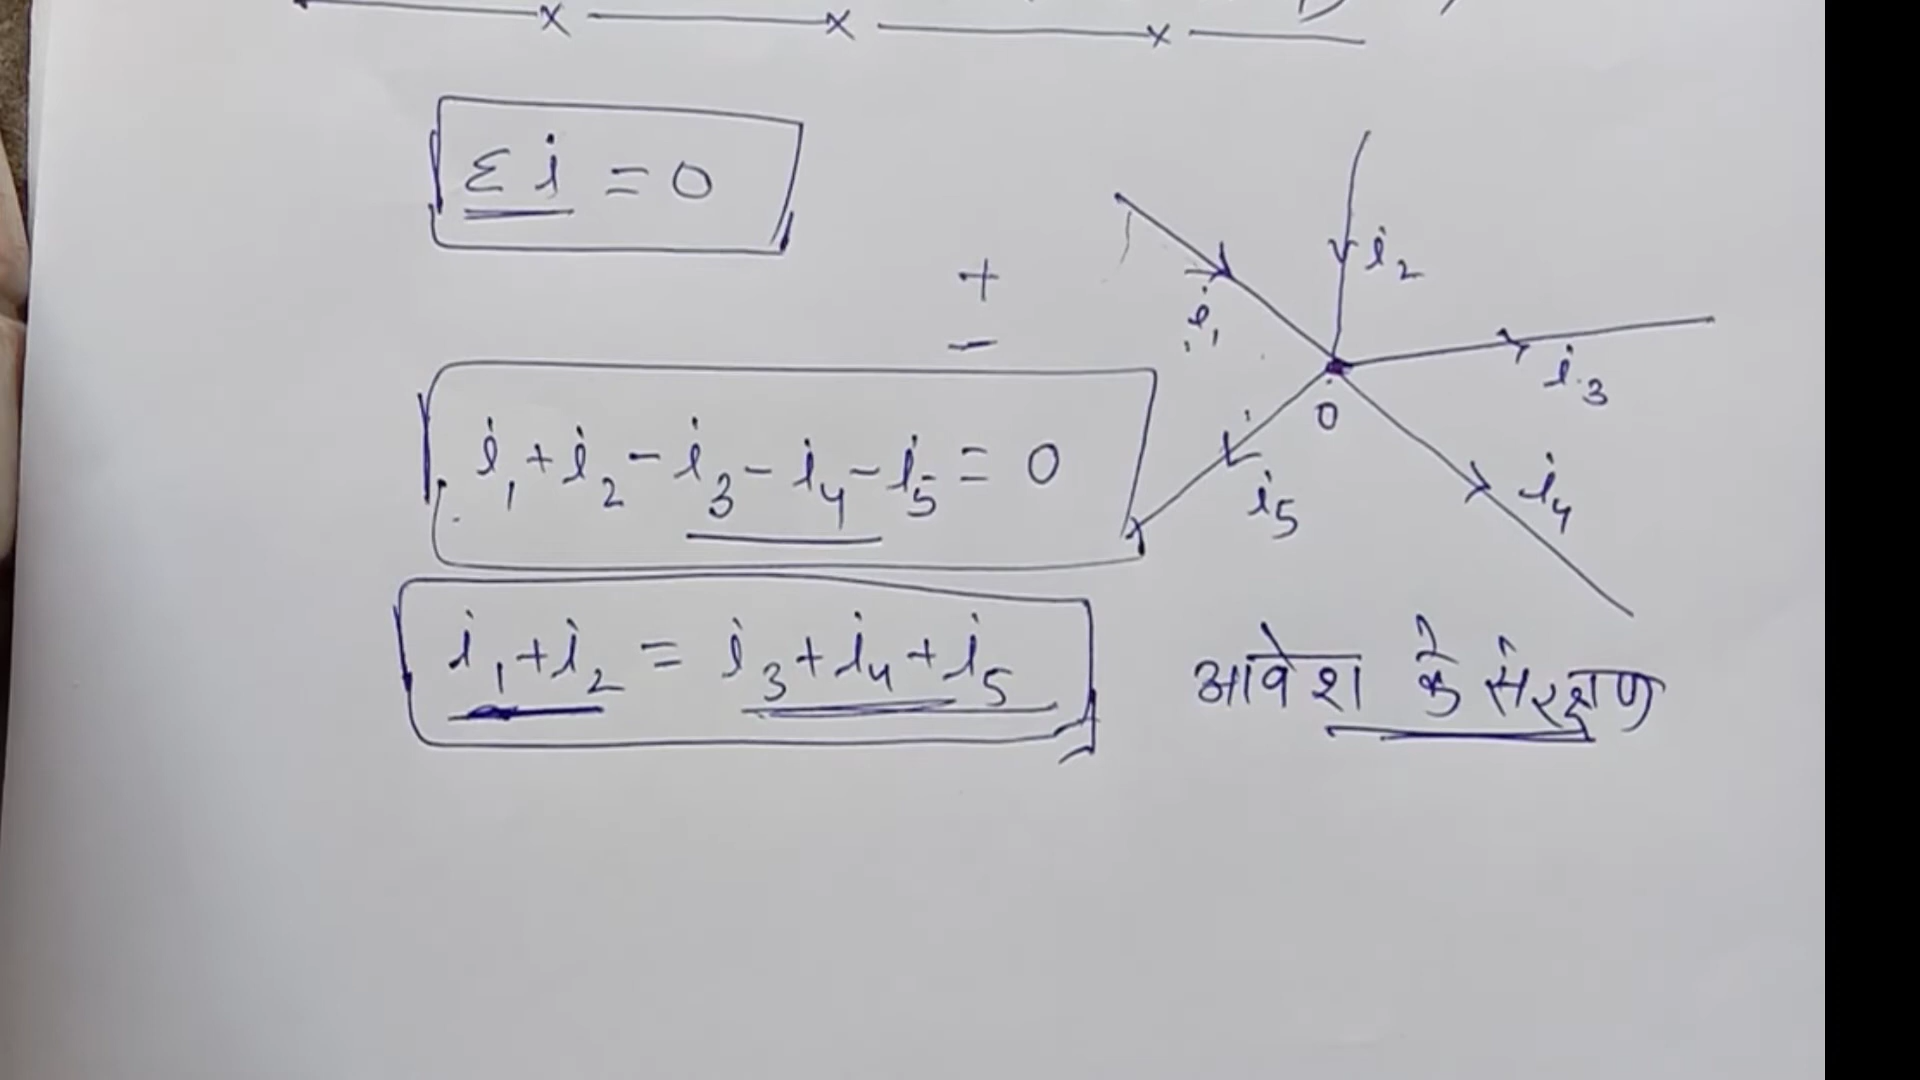 Σi = 0
+
-
i₁+i₂-i₃-i₄-i₅ = 0
i₁+i₂ = i₃+i₄+i₅
i₁
i₂
i₃
0
i₄
i₅
आवेश के संरक्षण